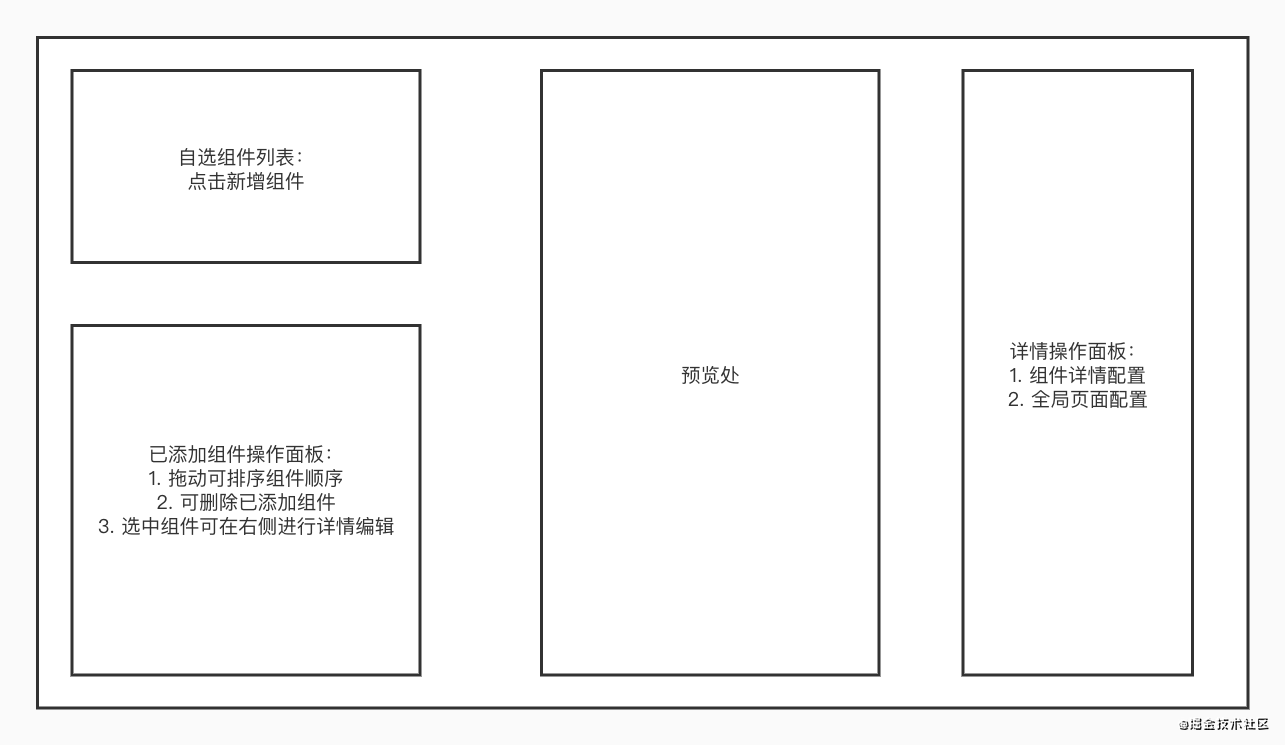 自选组件列表：
点击新增组件
已添加组件操作面板：
1. 拖动可排序组件顺序
2. 可删除已添加组件
3. 选中组件可在右侧进行详情编辑
预览处
详情操作面板：
1. 组件详情配置
2. 全局页面配置
@掘金技术社区